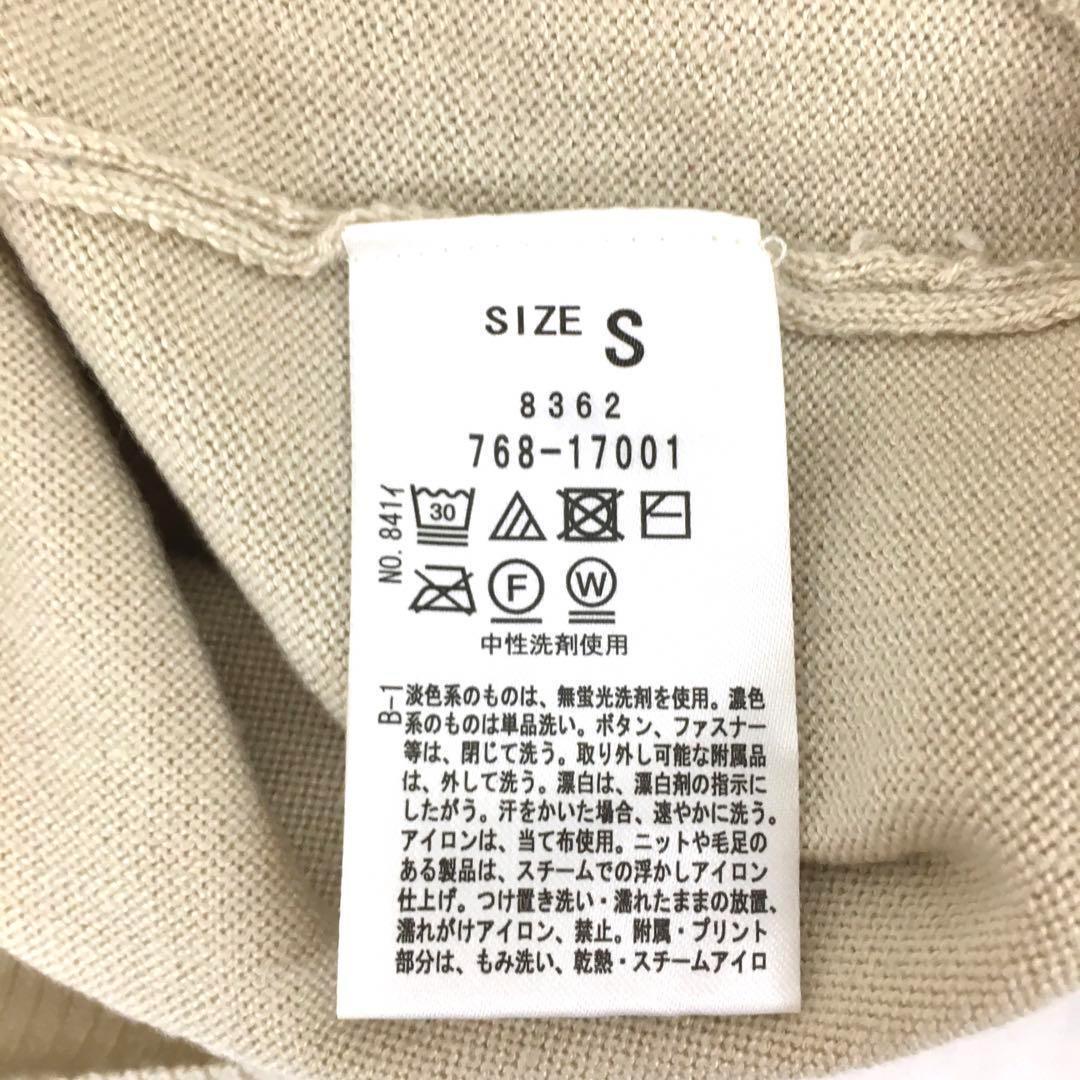 SIZE S
8362
768-17001
NO.841イ
30
F W
中性洗剤使用
B-1
淡色系のものは、無蛍光洗剤を使用。濃色
系のものは単品洗い。ボタン、ファスナー
等は、閉じて洗う。取り外し可能な附属品
は、外して洗う。漂白は、漂白剤の指示に
したがう。汗をかいた場合、速やかに洗う。
アイロンは、当て布使用。ニットや毛足の
ある製品は、スチームでの浮かしアイロン
仕上げ。つけ置き洗い・濡れたままの放置、
濡れがけアイロン、禁止。附属・プリント
部分は、もみ洗い、乾熱・スチームアイロ